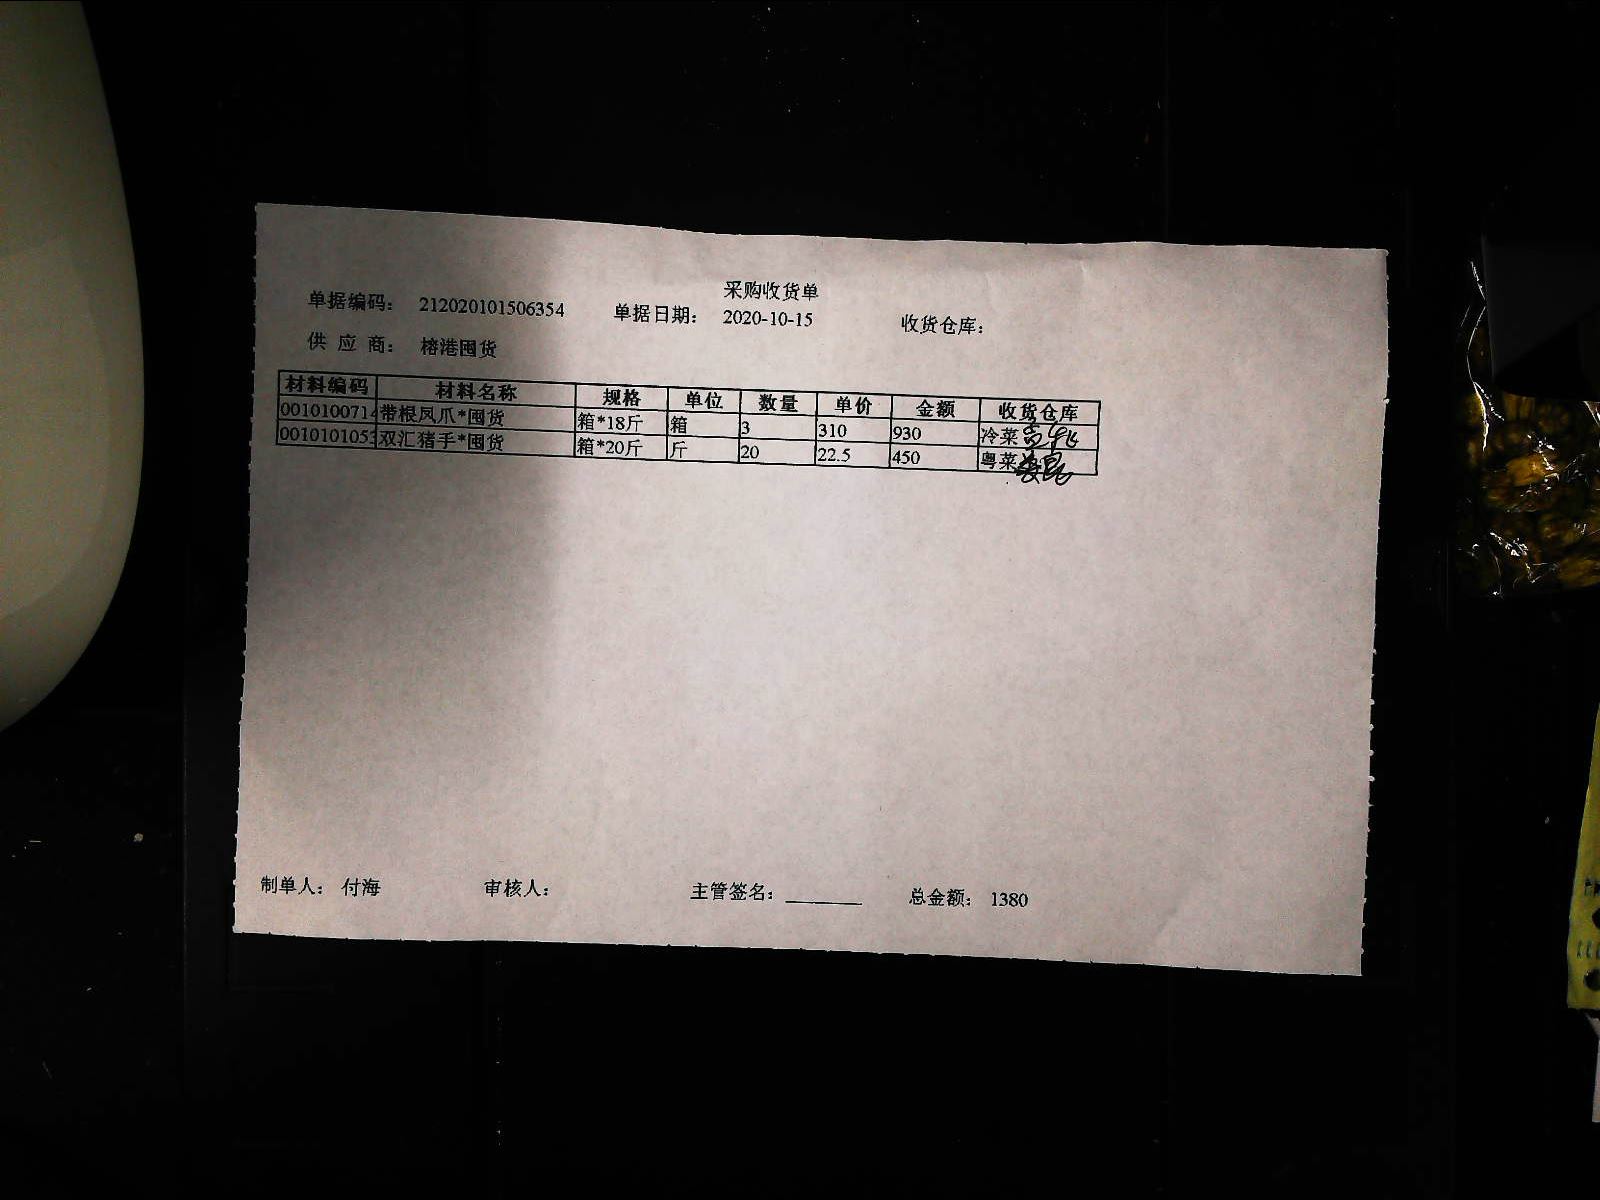 采购收货单
单据编码： 212020101506354 单据日期： 2020-10-15 收货仓库：
供 应 商： 榕港囤货
材料编码 材料名称 规格 单位 数量 单价 金额 收货仓库
0010100714 带根凤爪*囤货 箱*18斤 箱 3 310 930 冷菜
0010101053 双汇猪手*囤货 箱*20斤 斤 20 22.5 450 粤菜
制单人： 付海 审核人： 主管签名： 总金额： 1380